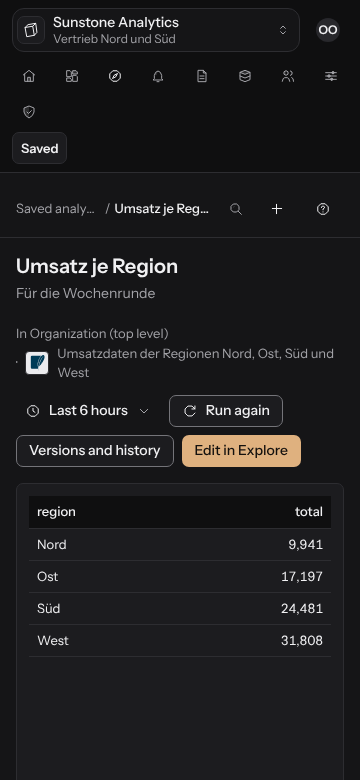 Sunstone Analytics
Vertrieb Nord und Süd
OO
Saved
Saved analy... / Umsatz je Reg...
Umsatz je Region
Für die Wochenrunde
In Organization (top level)
· Umsatzdaten der Regionen Nord, Ost, Süd und
West
Last 6 hours
Run again
Versions and history
Edit in Explore
region total
Nord 9,941
Ost 17,197
Süd 24,481
West 31,808